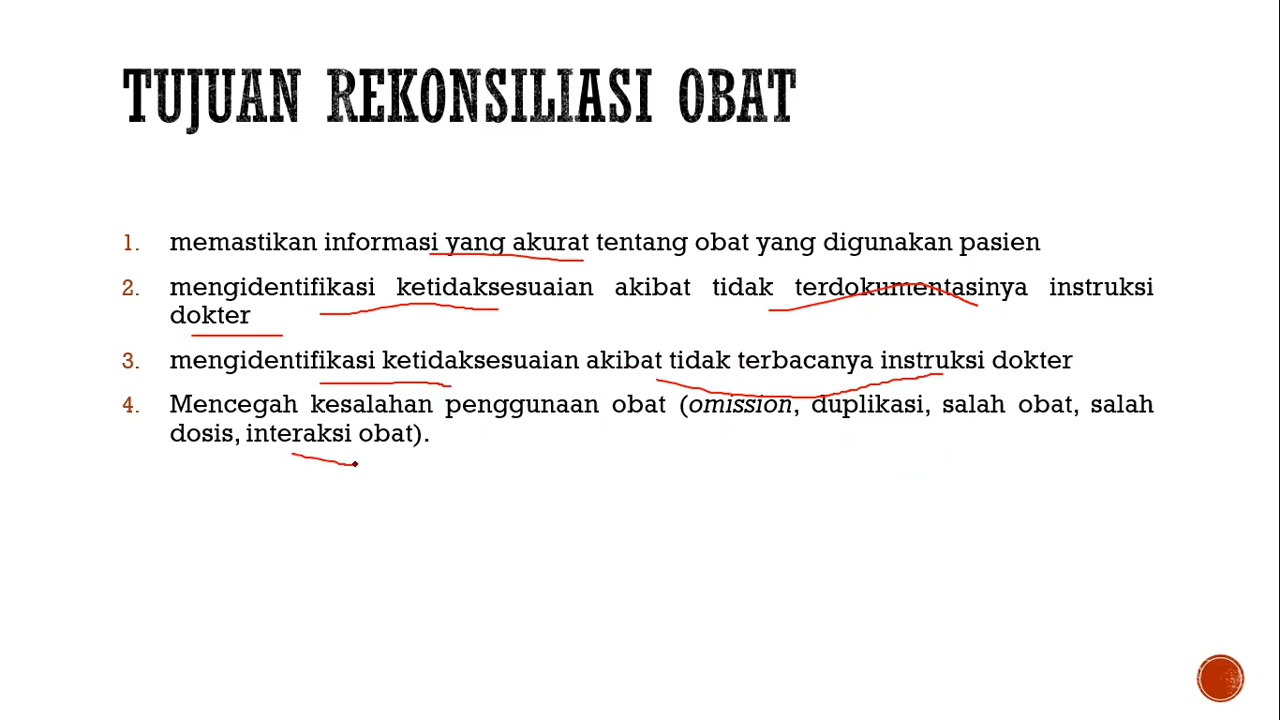 TUJUAN REKONSILIASI OBAT
1. memastikan informasi yang akurat tentang obat yang digunakan pasien
2. mengidentifikasi ketidaksesuaian akibat tidak terdokumentasinya instruksi
dokter
3. mengidentifikasi ketidaksesuaian akibat tidak terbacanya instruksi dokter
4. Mencegah kesalahan penggunaan obat (omission, duplikasi, salah obat, salah
dosis, interaksi obat).